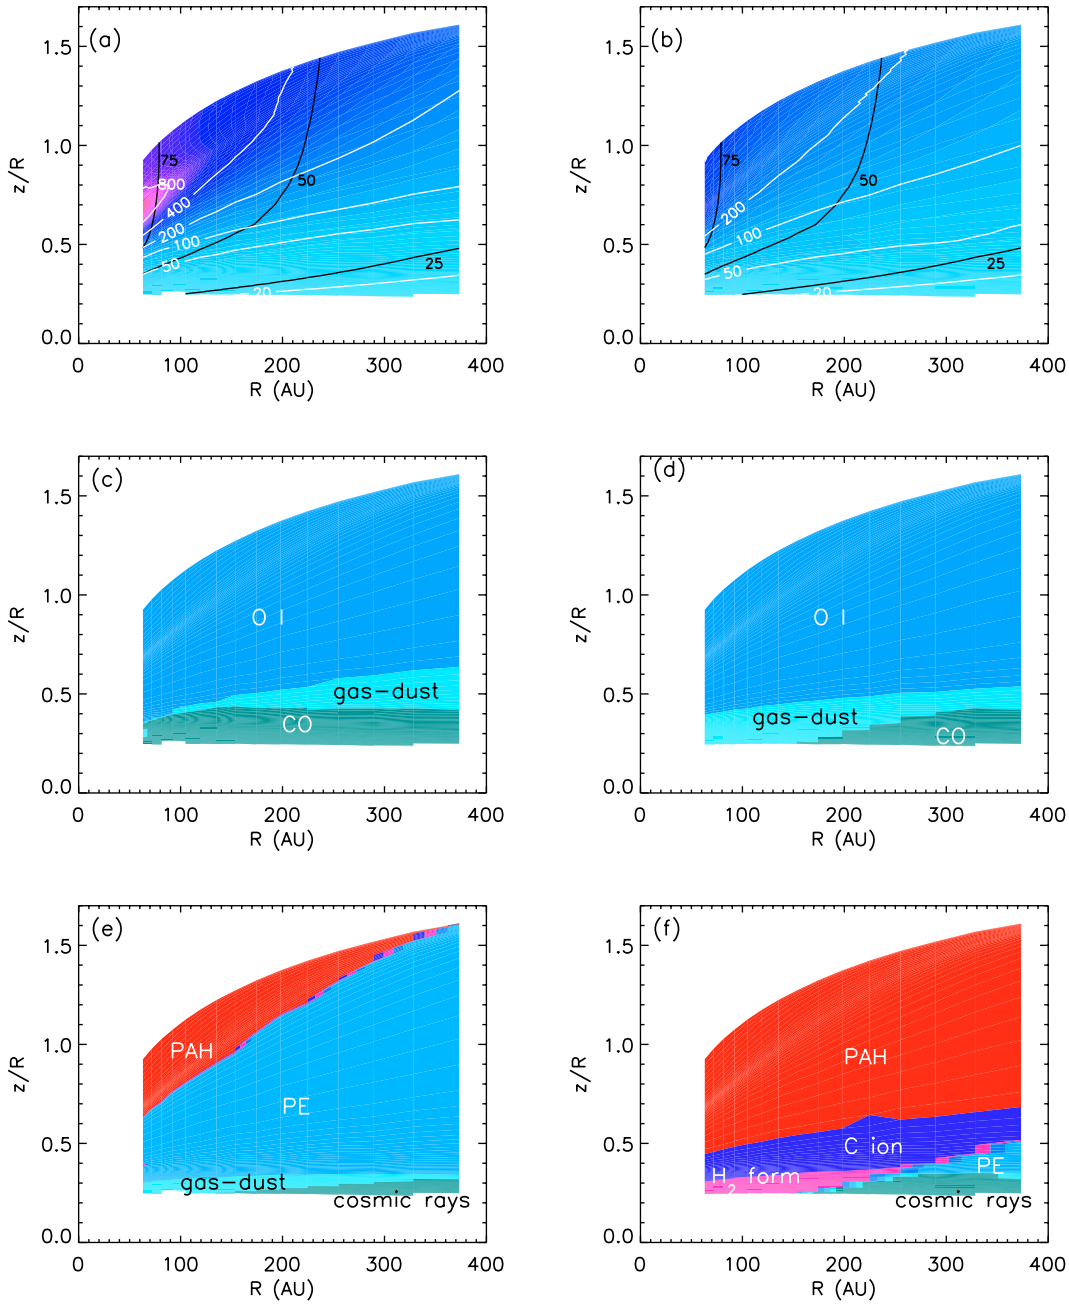 (a)
1.5
1.0
0.5
0.0
z/R
75
800
400
200
100
50
20
50
25
0
100
200
300
400
R (AU)
(b)
1.5
1.0
0.5
0.0
z/R
75
200
100
50
20
50
25
0
100
200
300
400
R (AU)
(c)
1.5
1.0
0.5
0.0
z/R
O I
gas-dust
CO
0
100
200
300
400
R (AU)
(d)
1.5
1.0
0.5
0.0
z/R
O I
gas-dust
CO
0
100
200
300
400
R (AU)
(e)
1.5
1.0
0.5
0.0
z/R
PAH
PE
gas-dust
cosmic rays
0
100
200
300
400
R (AU)
(f)
1.5
1.0
0.5
0.0
z/R
PAH
C ion
H₂ form
PE
cosmic rays
0
100
200
300
400
R (AU)